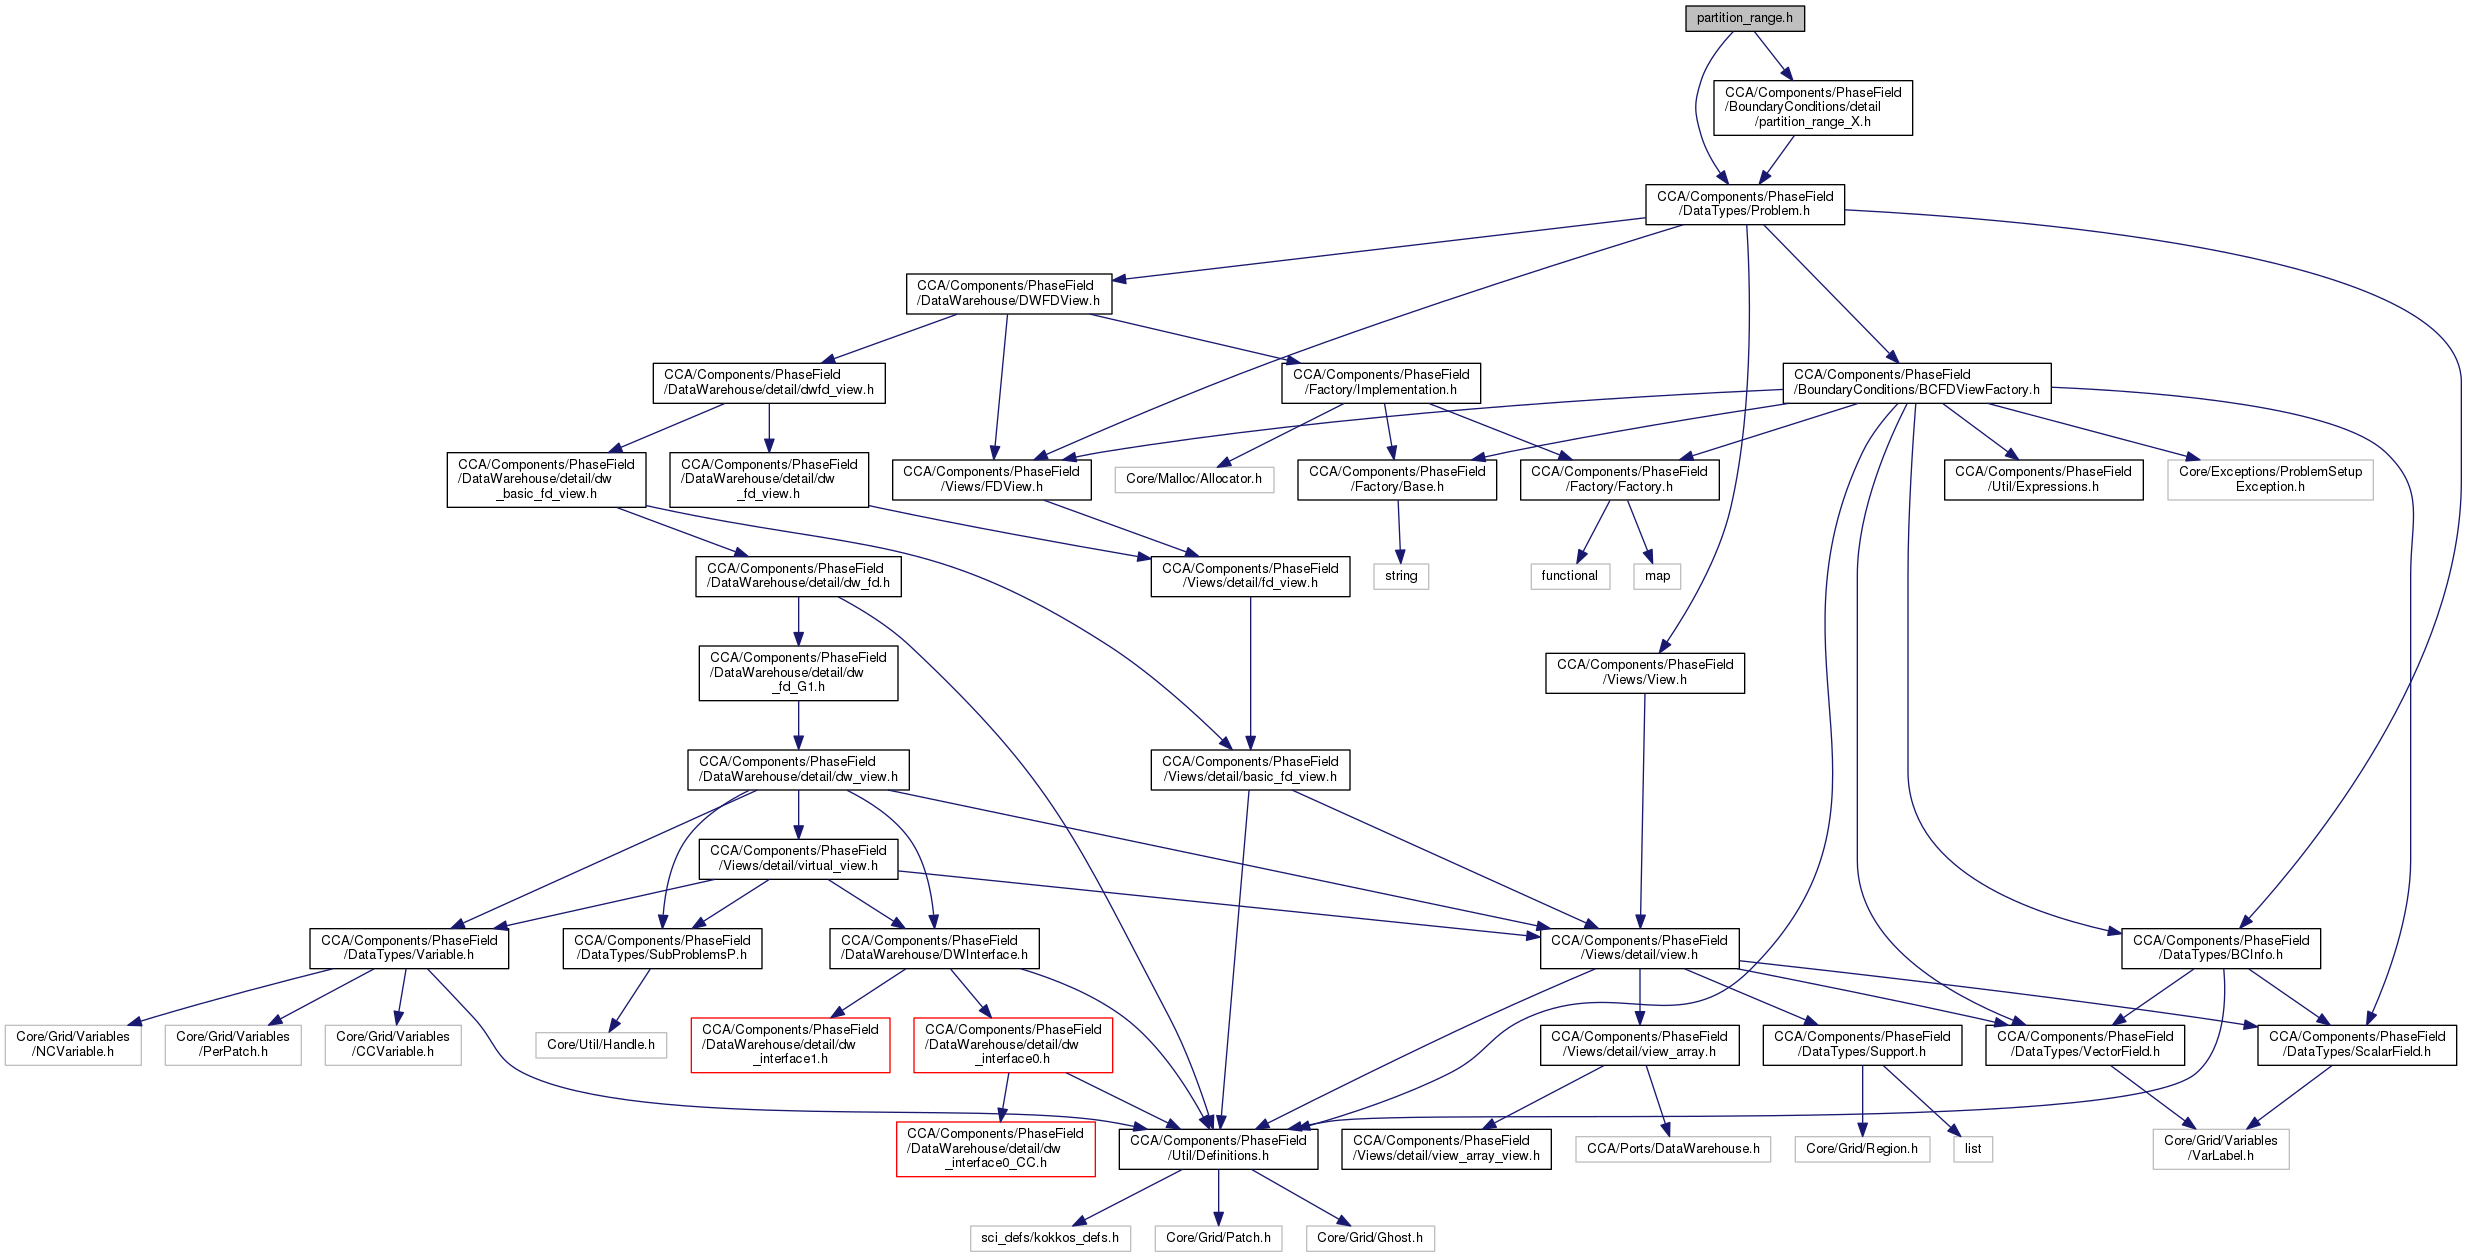 partition_range.h
CCA/Components/PhaseField
/BoundaryConditions/detail
/partition_range_X.h
CCA/Components/PhaseField
/DataTypes/Problem.h
CCA/Components/PhaseField
/DataWarehouse/DWFDView.h
CCA/Components/PhaseField
/DataWarehouse/detail/dwfd_view.h
CCA/Components/PhaseField
/Factory/Implementation.h
CCA/Components/PhaseField
/BoundaryConditions/BCFDViewFactory.h
CCA/Components/PhaseField
/DataWarehouse/detail/dw
_basic_fd_view.h
CCA/Components/PhaseField
/DataWarehouse/detail/dw
_fd_view.h
CCA/Components/PhaseField
/Views/FDView.h
Core/Malloc/Allocator.h
CCA/Components/PhaseField
/Factory/Base.h
CCA/Components/PhaseField
/Factory/Factory.h
CCA/Components/PhaseField
/Util/Expressions.h
Core/Exceptions/ProblemSetup
Exception.h
CCA/Components/PhaseField
/DataWarehouse/detail/dw_fd.h
CCA/Components/PhaseField
/Views/detail/fd_view.h
string
functional
map
CCA/Components/PhaseField
/DataWarehouse/detail/dw
_fd_G1.h
CCA/Components/PhaseField
/Views/View.h
CCA/Components/PhaseField
/DataWarehouse/detail/dw_view.h
CCA/Components/PhaseField
/Views/detail/basic_fd_view.h
CCA/Components/PhaseField
/Views/detail/virtual_view.h
CCA/Components/PhaseField
/DataTypes/Variable.h
CCA/Components/PhaseField
/DataTypes/SubProblemsP.h
CCA/Components/PhaseField
/DataWarehouse/DWInterface.h
CCA/Components/PhaseField
/Views/detail/view.h
CCA/Components/PhaseField
/DataTypes/BCInfo.h
Core/Grid/Variables
/NCVariable.h
Core/Grid/Variables
/PerPatch.h
Core/Grid/Variables
/CCVariable.h
Core/Util/Handle.h
CCA/Components/PhaseField
/DataWarehouse/detail/dw
_interface1.h
CCA/Components/PhaseField
/DataWarehouse/detail/dw
_interface0.h
CCA/Components/PhaseField
/Views/detail/view_array.h
CCA/Components/PhaseField
/DataTypes/Support.h
CCA/Components/PhaseField
/DataTypes/VectorField.h
CCA/Components/PhaseField
/DataTypes/ScalarField.h
CCA/Components/PhaseField
/DataWarehouse/detail/dw
_interface0_CC.h
CCA/Components/PhaseField
/Util/Definitions.h
CCA/Components/PhaseField
/Views/detail/view_array_view.h
CCA/Ports/DataWarehouse.h
Core/Grid/Region.h
list
Core/Grid/Variables
/VarLabel.h
sci_defs/kokkos_defs.h
Core/Grid/Patch.h
Core/Grid/Ghost.h